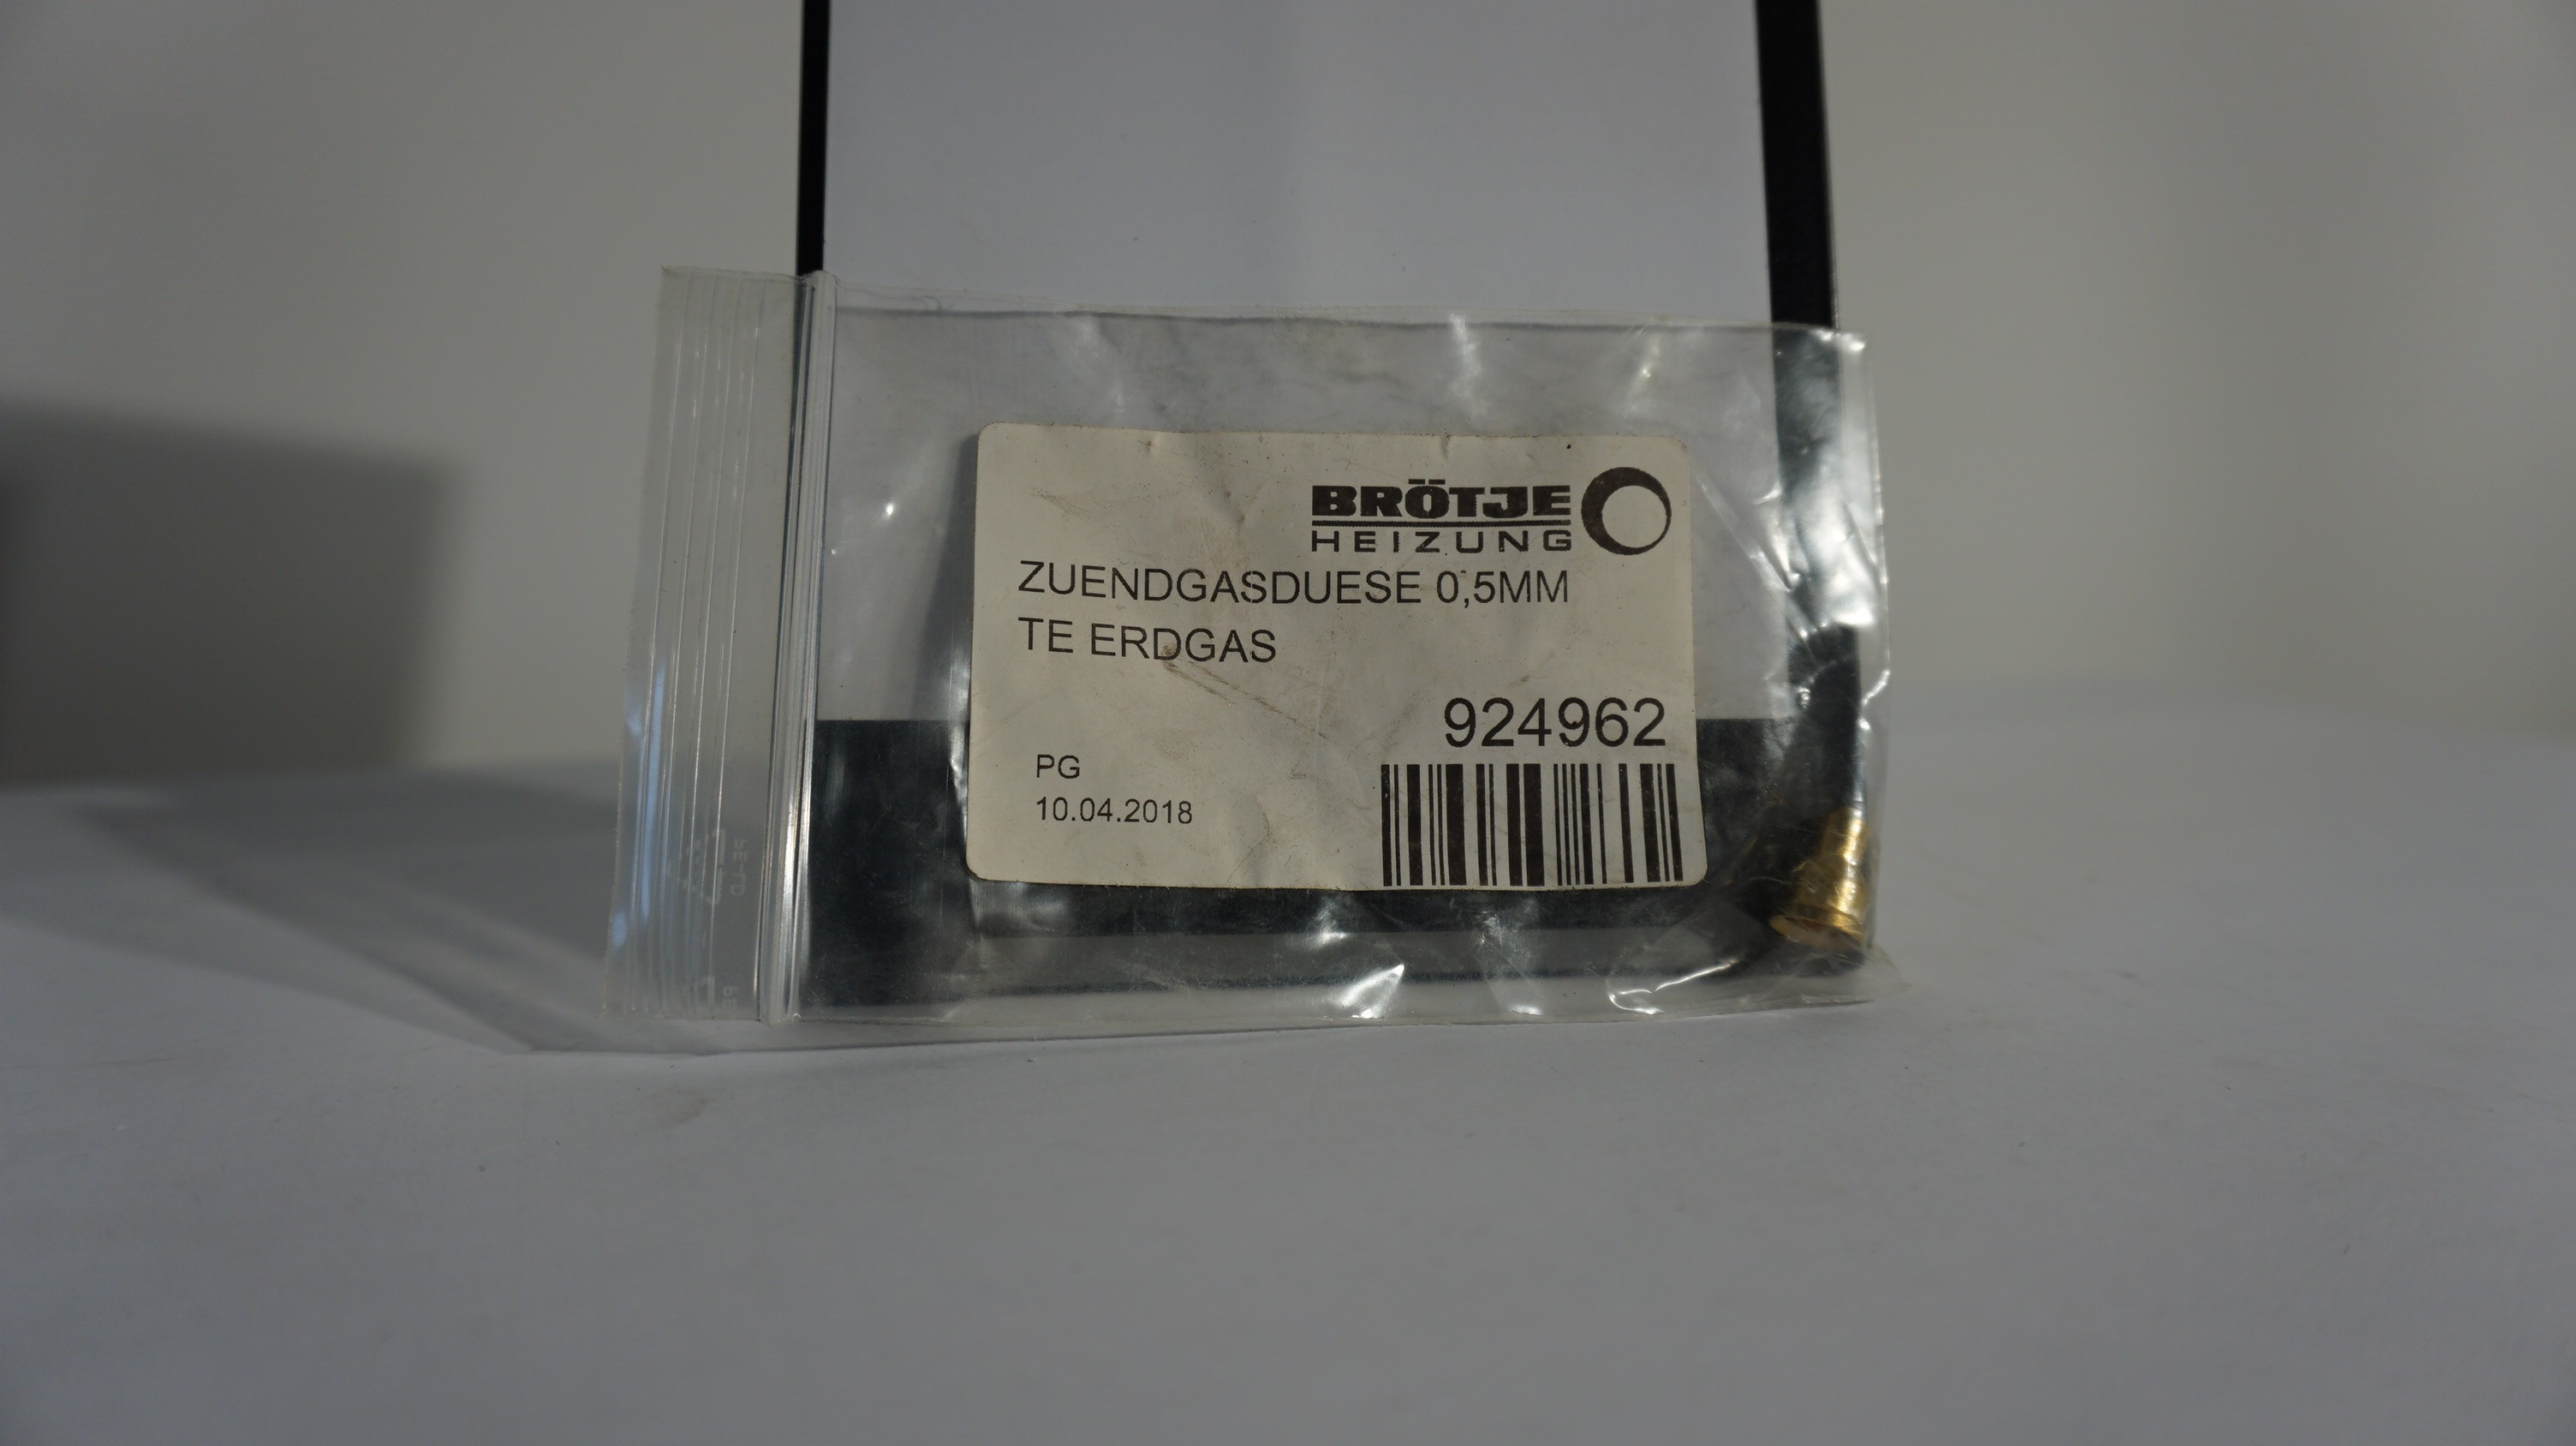 BRÖTJE
HEIZUNG
ZUENDGASDUESE 0,5MM
TE ERDGAS
924962
PG
10.04.2018